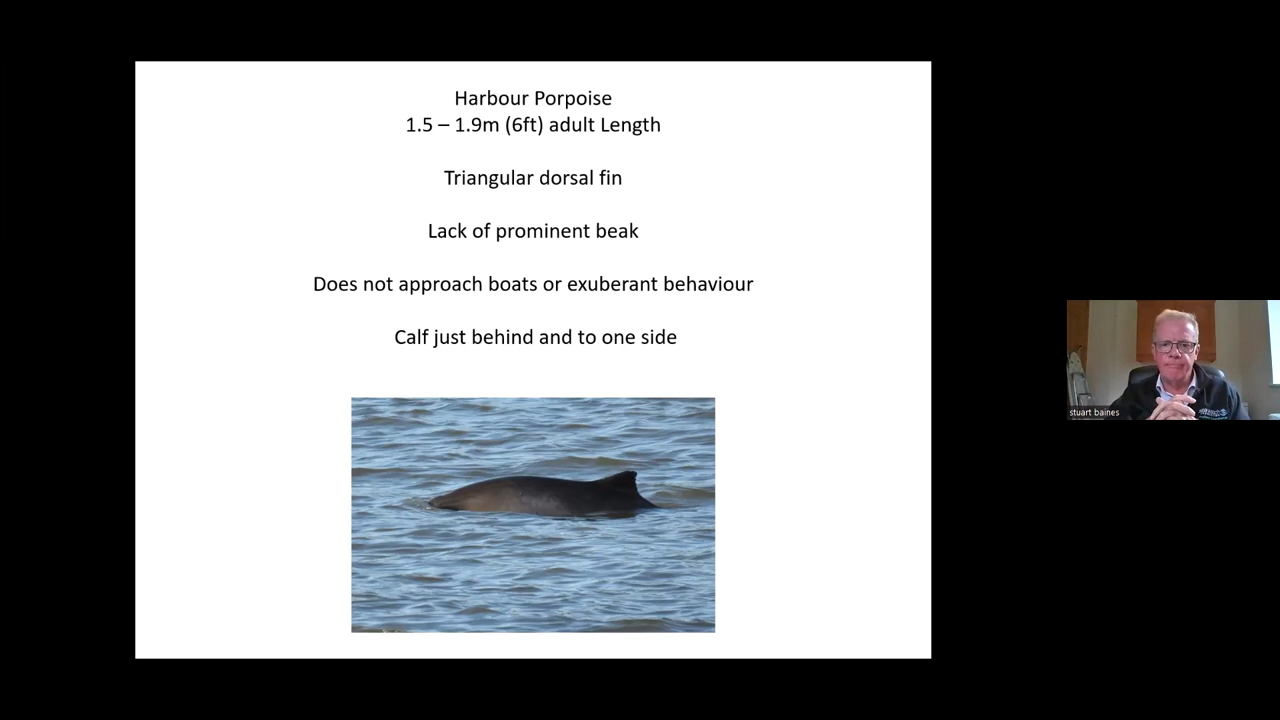 Harbour Porpoise
1.5 – 1.9m (6ft) adult Length
Triangular dorsal fin
Lack of prominent beak
Does not approach boats or exuberant behaviour
Calf just behind and to one side
stuart baines